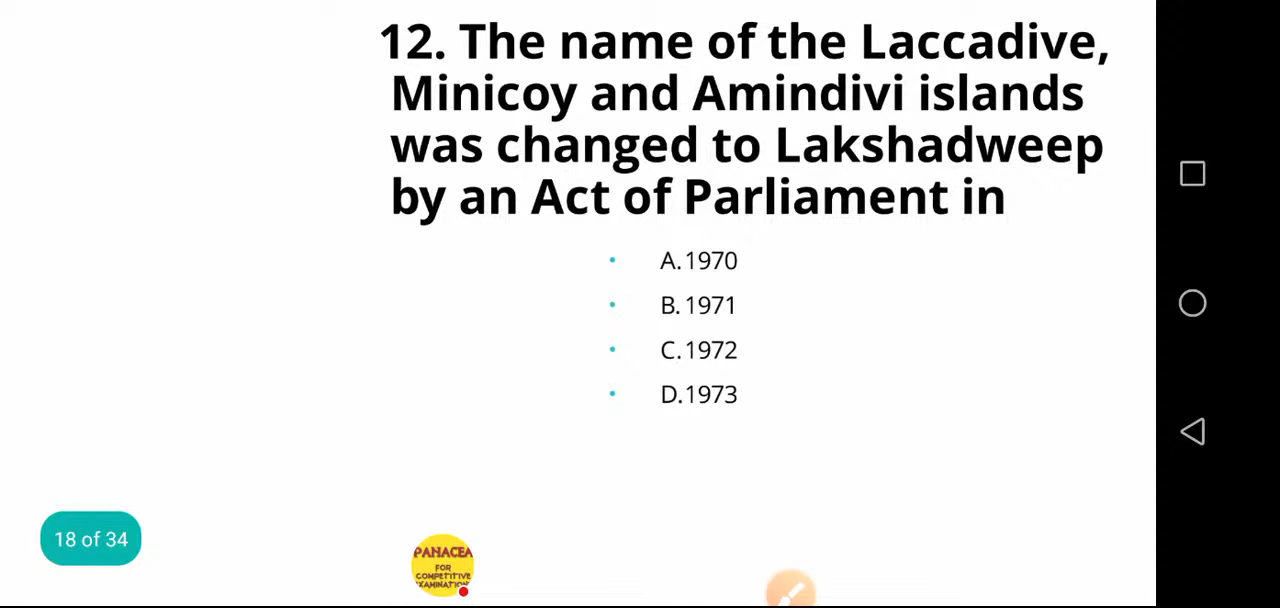 12. The name of the Laccadive,
Minicoy and Amindivi islands
was changed to Lakshadweep
by an Act of Parliament in
• A. 1970
• B. 1971
• C. 1972
• D. 1973
18 of 34
PANACEA
FOR
COMPETITIVE
EXAMINATION